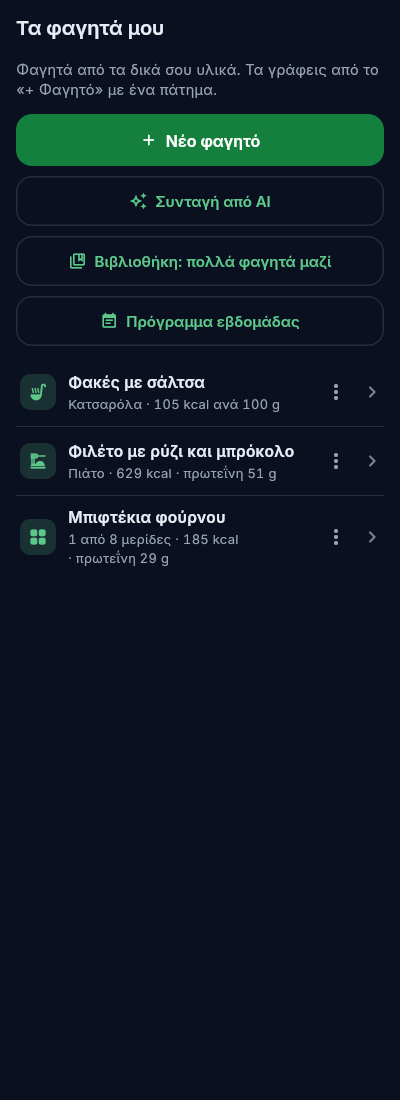 Τα φαγητά μου
Φαγητά από τα δικά σου υλικά. Τα γράφεις από το
«+ Φαγητό» με ένα πάτημα.
+ Νέο φαγητό
Συνταγή από AI
Βιβλιοθήκη: πολλά φαγητά μαζί
Πρόγραμμα εβδομάδας
Φακές με σάλτσα
Κατσαρόλα · 105 kcal ανά 100 g
Φιλέτο με ρύζι και μπρόκολο
Πιάτο · 629 kcal · πρωτεΐνη 51 g
Μπιφτέκια φούρνου
1 από 8 μερίδες · 185 kcal
· πρωτεΐνη 29 g